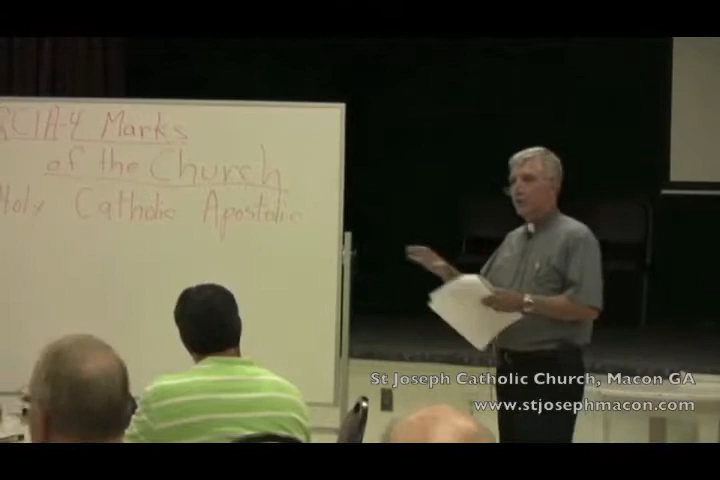 RCIA-4 Marks
of the Church
Holy Catholic Apostolic
St Joseph Catholic Church, Macon GA
www.stjosephmacon.com